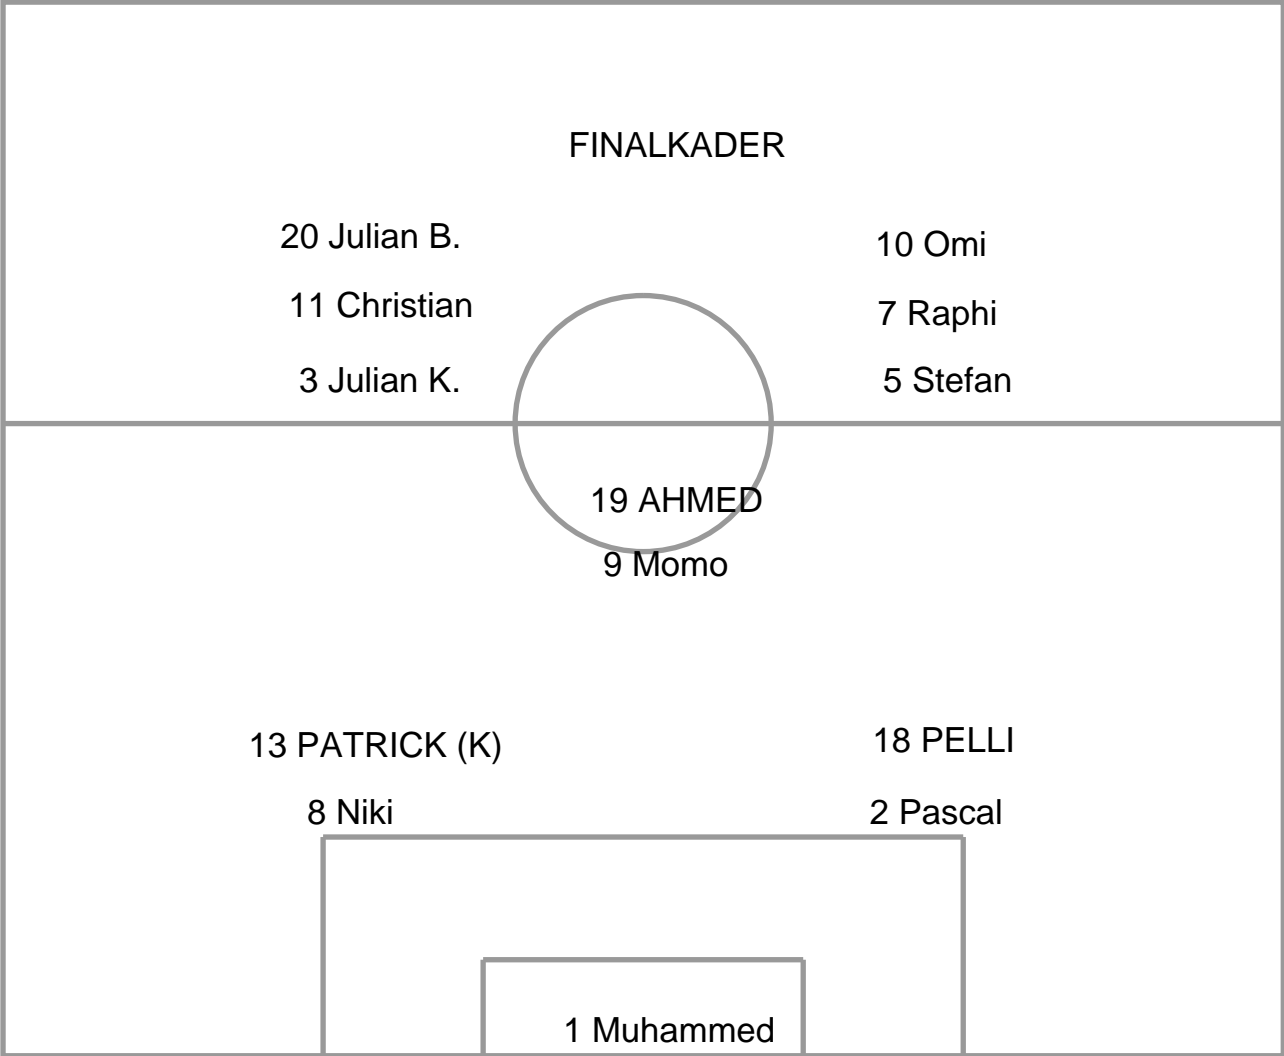 FINALKADER
20 Julian B.
10 Omi
11 Christian
7 Raphi
3 Julian K.
5 Stefan
19 AHMED
9 Momo
13 PATRICK (K)
18 PELLI
8 Niki
2 Pascal
1 Muhammed